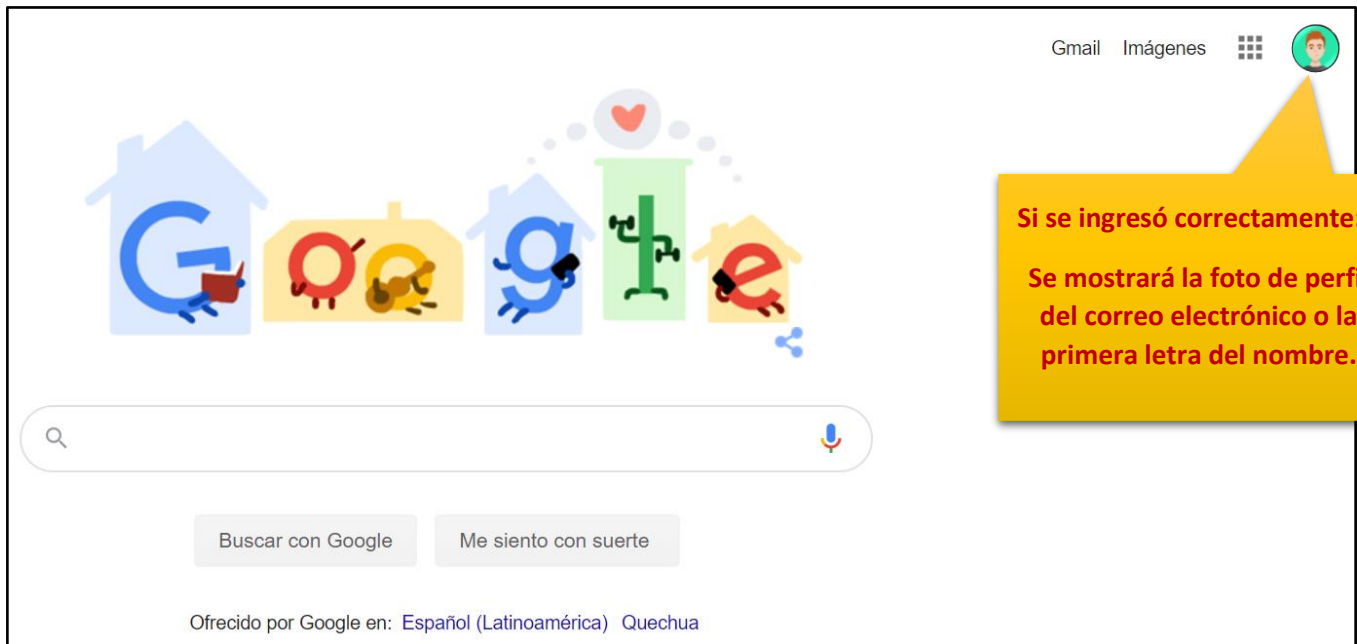 Gmail Imágenes
Google
Si se ingresó correctamente:
Se mostrará la foto de perfi
del correo electrónico o la
primera letra del nombre.
Buscar con Google Me siento con suerte
Ofrecido por Google en: Español (Latinoamérica) Quechua